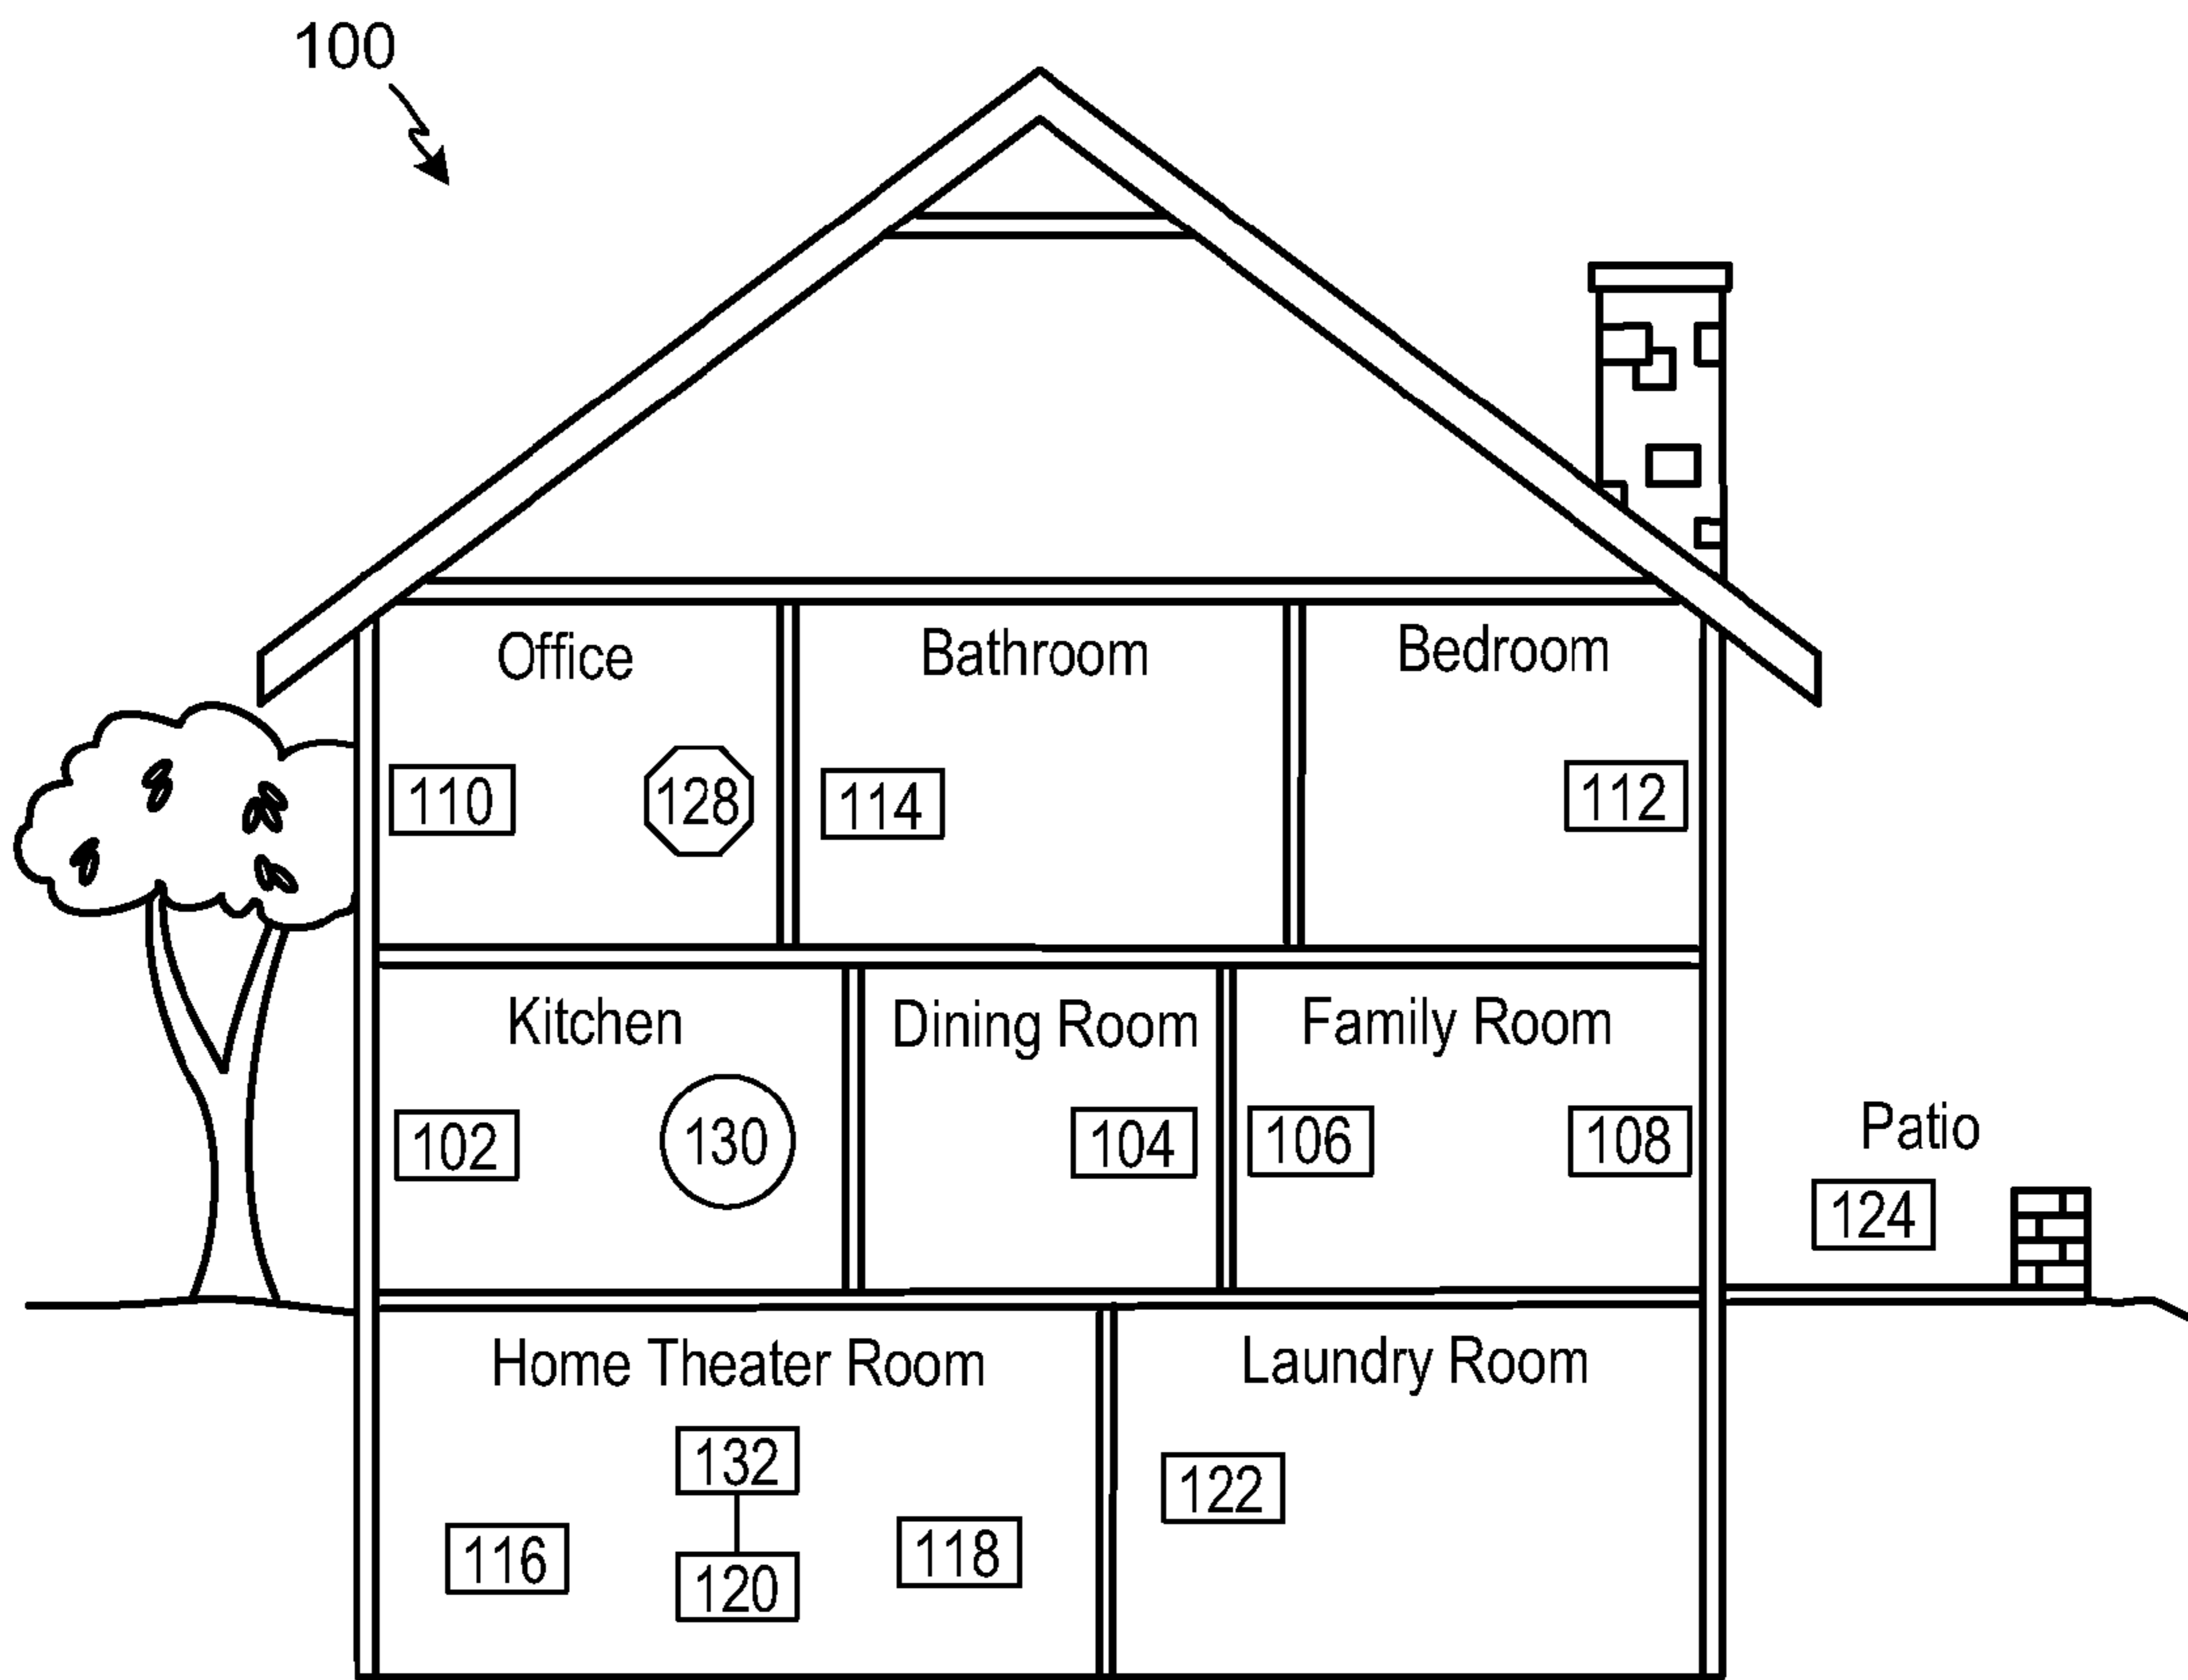 100
Office
Bathroom
Bedroom
110
128
114
112
Kitchen
Dining Room
Family Room
Patio
102
130
104
106
108
124
Home Theater Room
Laundry Room
132
122
116
118
120